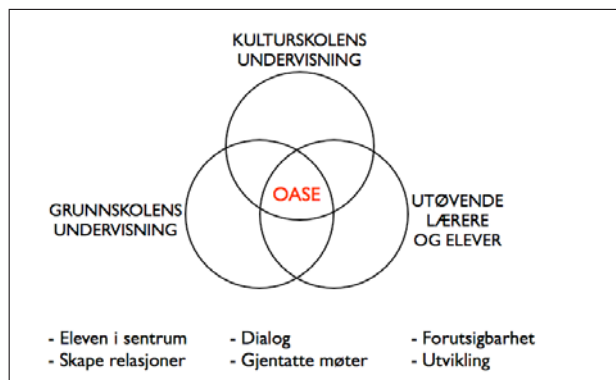 KULTURSKOLENS
UNDERVISNING
OASE
GRUNNSKOLENS
UNDERVISNING
UTØVENDE
LÆRERE
OG ELEVER
- Eleven i sentrum
- Skape relasjoner
- Dialog
- Gjentatte møter
- Forutsigbarhet
- Utvikling